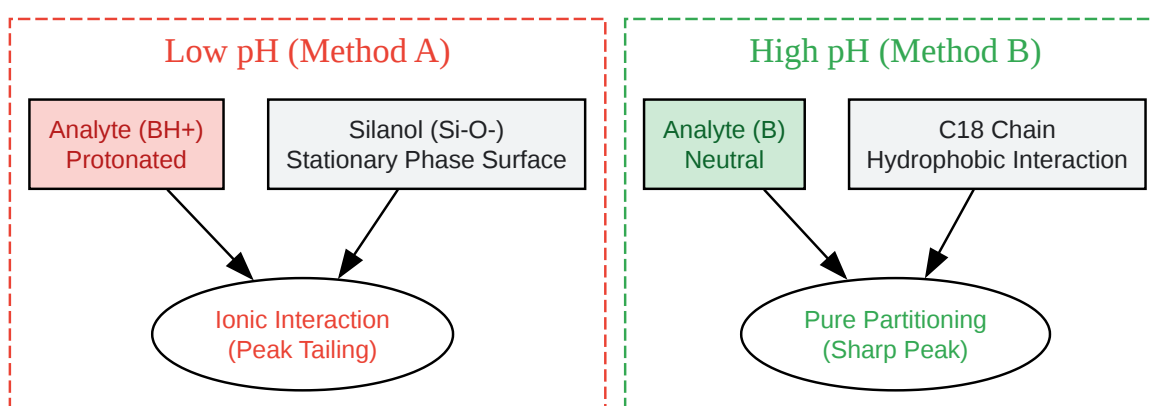 Low pH (Method A)
Analyte (BH+)
Protonated
Silanol (Si-O-)
Stationary Phase Surface
Ionic Interaction
(Peak Tailing)
High pH (Method B)
Analyte (B)
Neutral
C18 Chain
Hydrophobic Interaction
Pure Partitioning
(Sharp Peak)